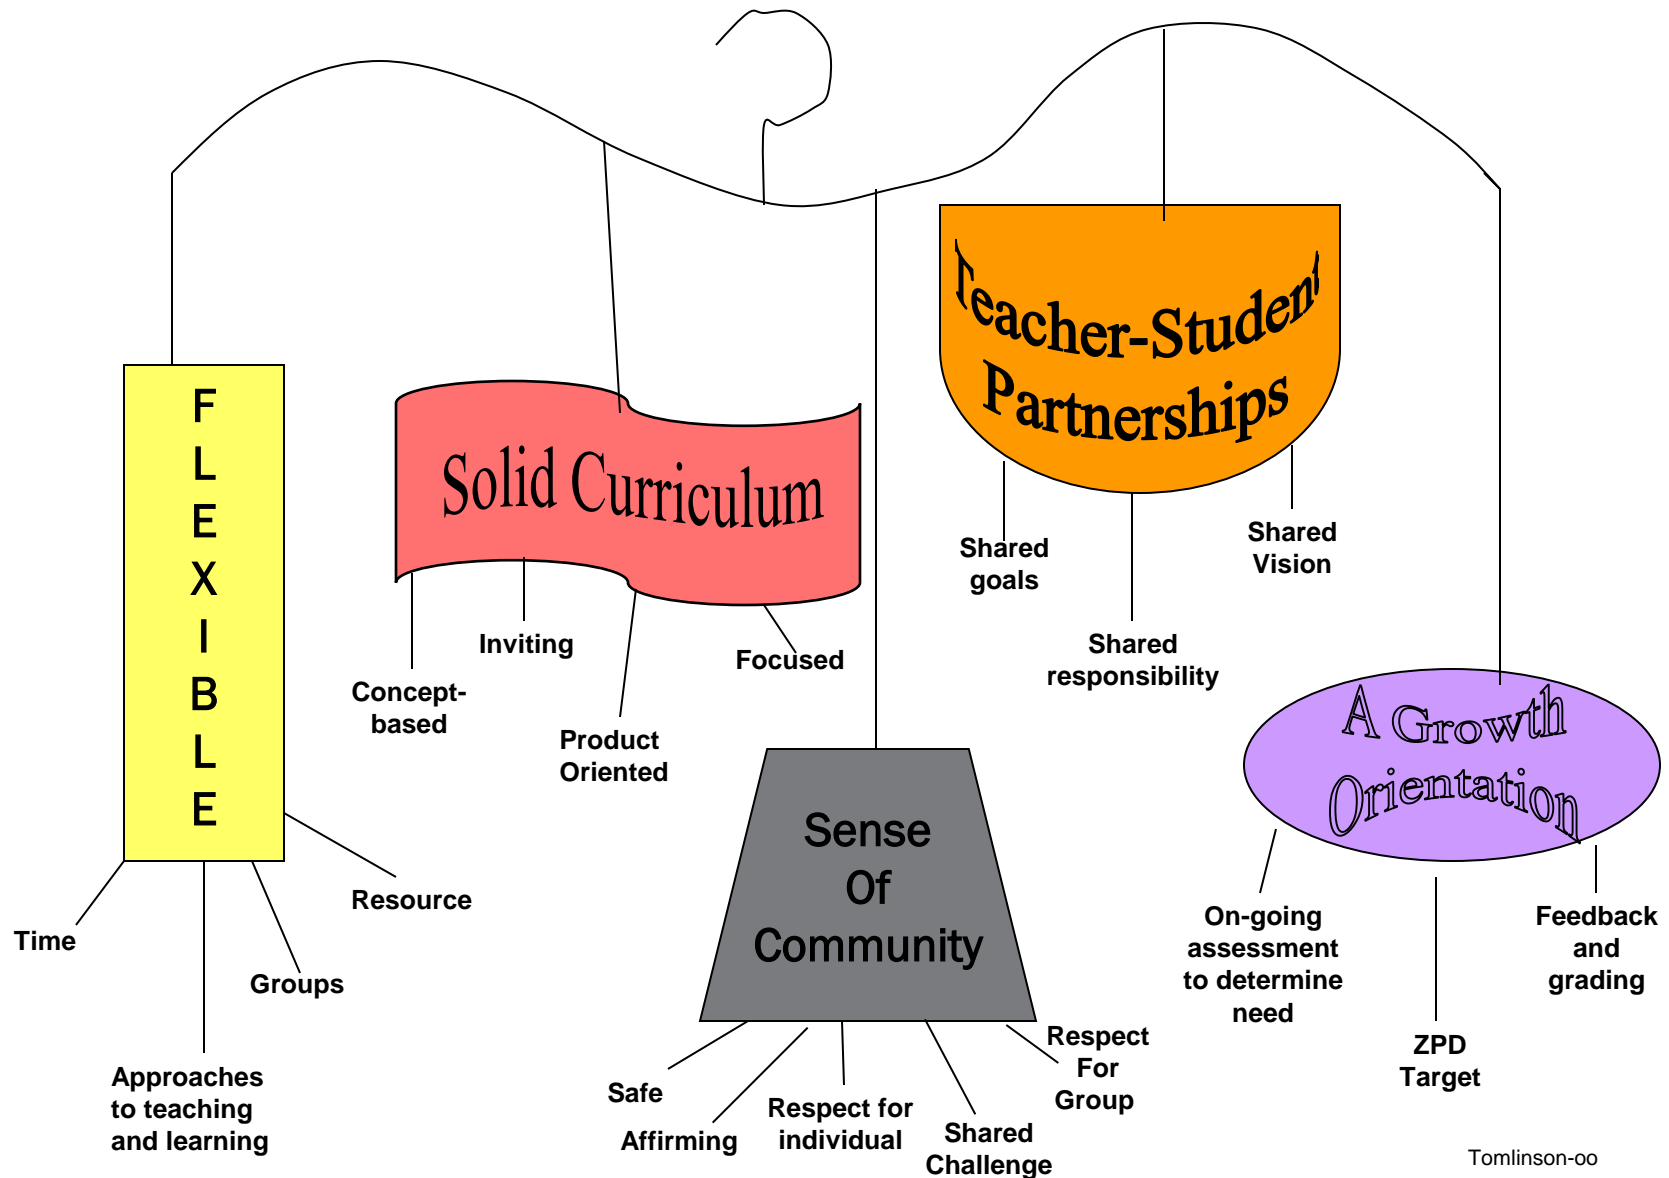 F
L
E
X
I
B
L
E
Time
Approaches
to teaching
and learning
Groups
Resource
Solid Curriculum
Concept-
based
Inviting
Product
Oriented
Focused
Sense
Of
Community
Safe
Affirming
Respect for
individual
Shared
Challenge
Respect
For
Group
Teacher-Student
Partnerships
Shared
goals
Shared
responsibility
Shared
Vision
A Growth
Orientation
On-going
assessment
to determine
need
ZPD
Target
Feedback
and
grading
Tomlinson-oo